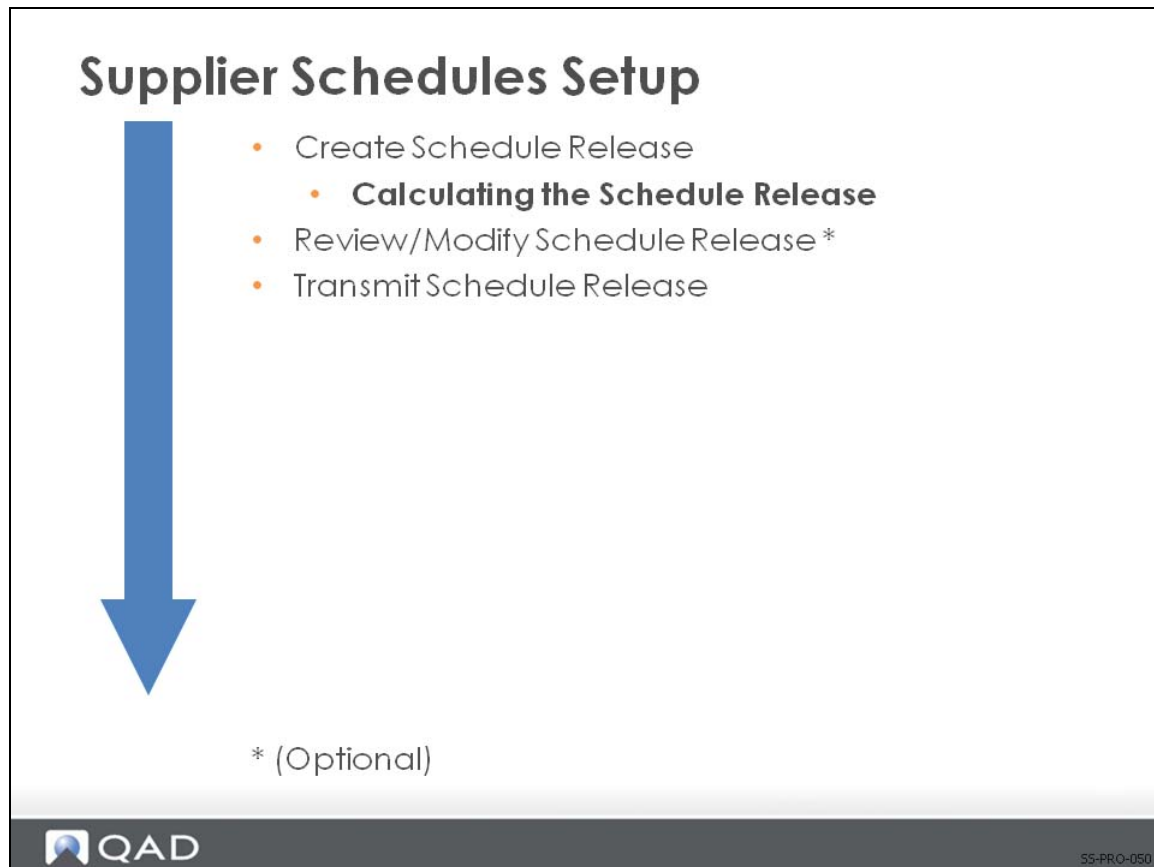 Supplier Schedules Setup
• Create Schedule Release
• Calculating the Schedule Release
• Review/Modify Schedule Release *
• Transmit Schedule Release
* (Optional)
QAD
SS-PRO-050